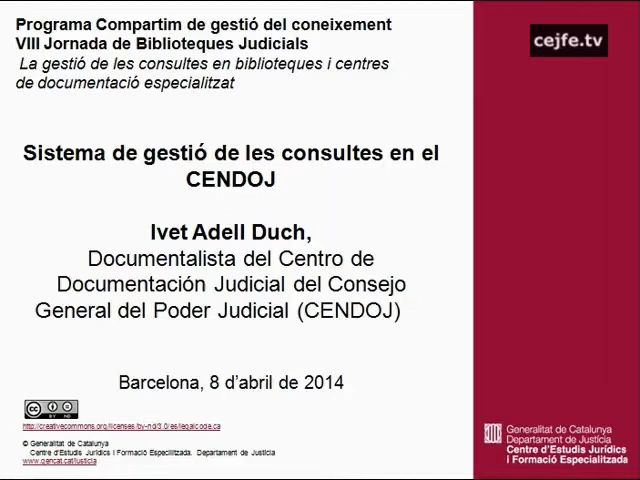 Programa Compartim de gestió del coneixement
VIII Jornada de Biblioteques Judicials
La gestió de les consultes en biblioteques i centres
de documentació especialitzat
cejfe.tv
Sistema de gestió de les consultes en el
CENDOJ
Ivet Adell Duch,
Documentalista del Centro de
Documentación Judicial del Consejo
General del Poder Judicial (CENDOJ)
Barcelona, 8 d'abril de 2014
cc
BY ND
http://creativecommons.org/licenses/by-nd/3.0/es/legalcode.ca
© Generalitat de Catalunya
Centre d'Estudis Jurídics i Formació Especialitzada. Departament de Justícia
www.gencat.cat/justicia
Generalitat de Catalunya
Departament de Justícia
Centre d'Estudis Jurídics
i Formació Especialitzada